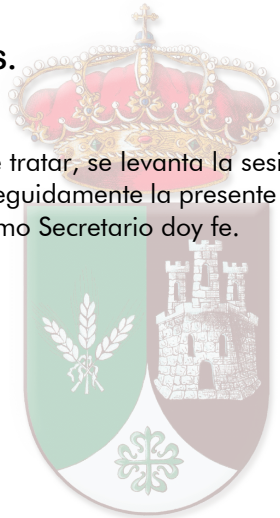 s.
e tratar, se levanta la sesi
eguidamente la presente
mo Secretario doy fe.